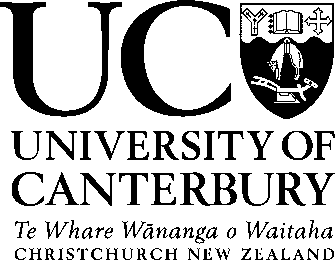 UC
UNIVERSITY OF
CANTERBURY
Te Whare Wānanga o Waitaha
CHRISTCHURCH NEW ZEALAND